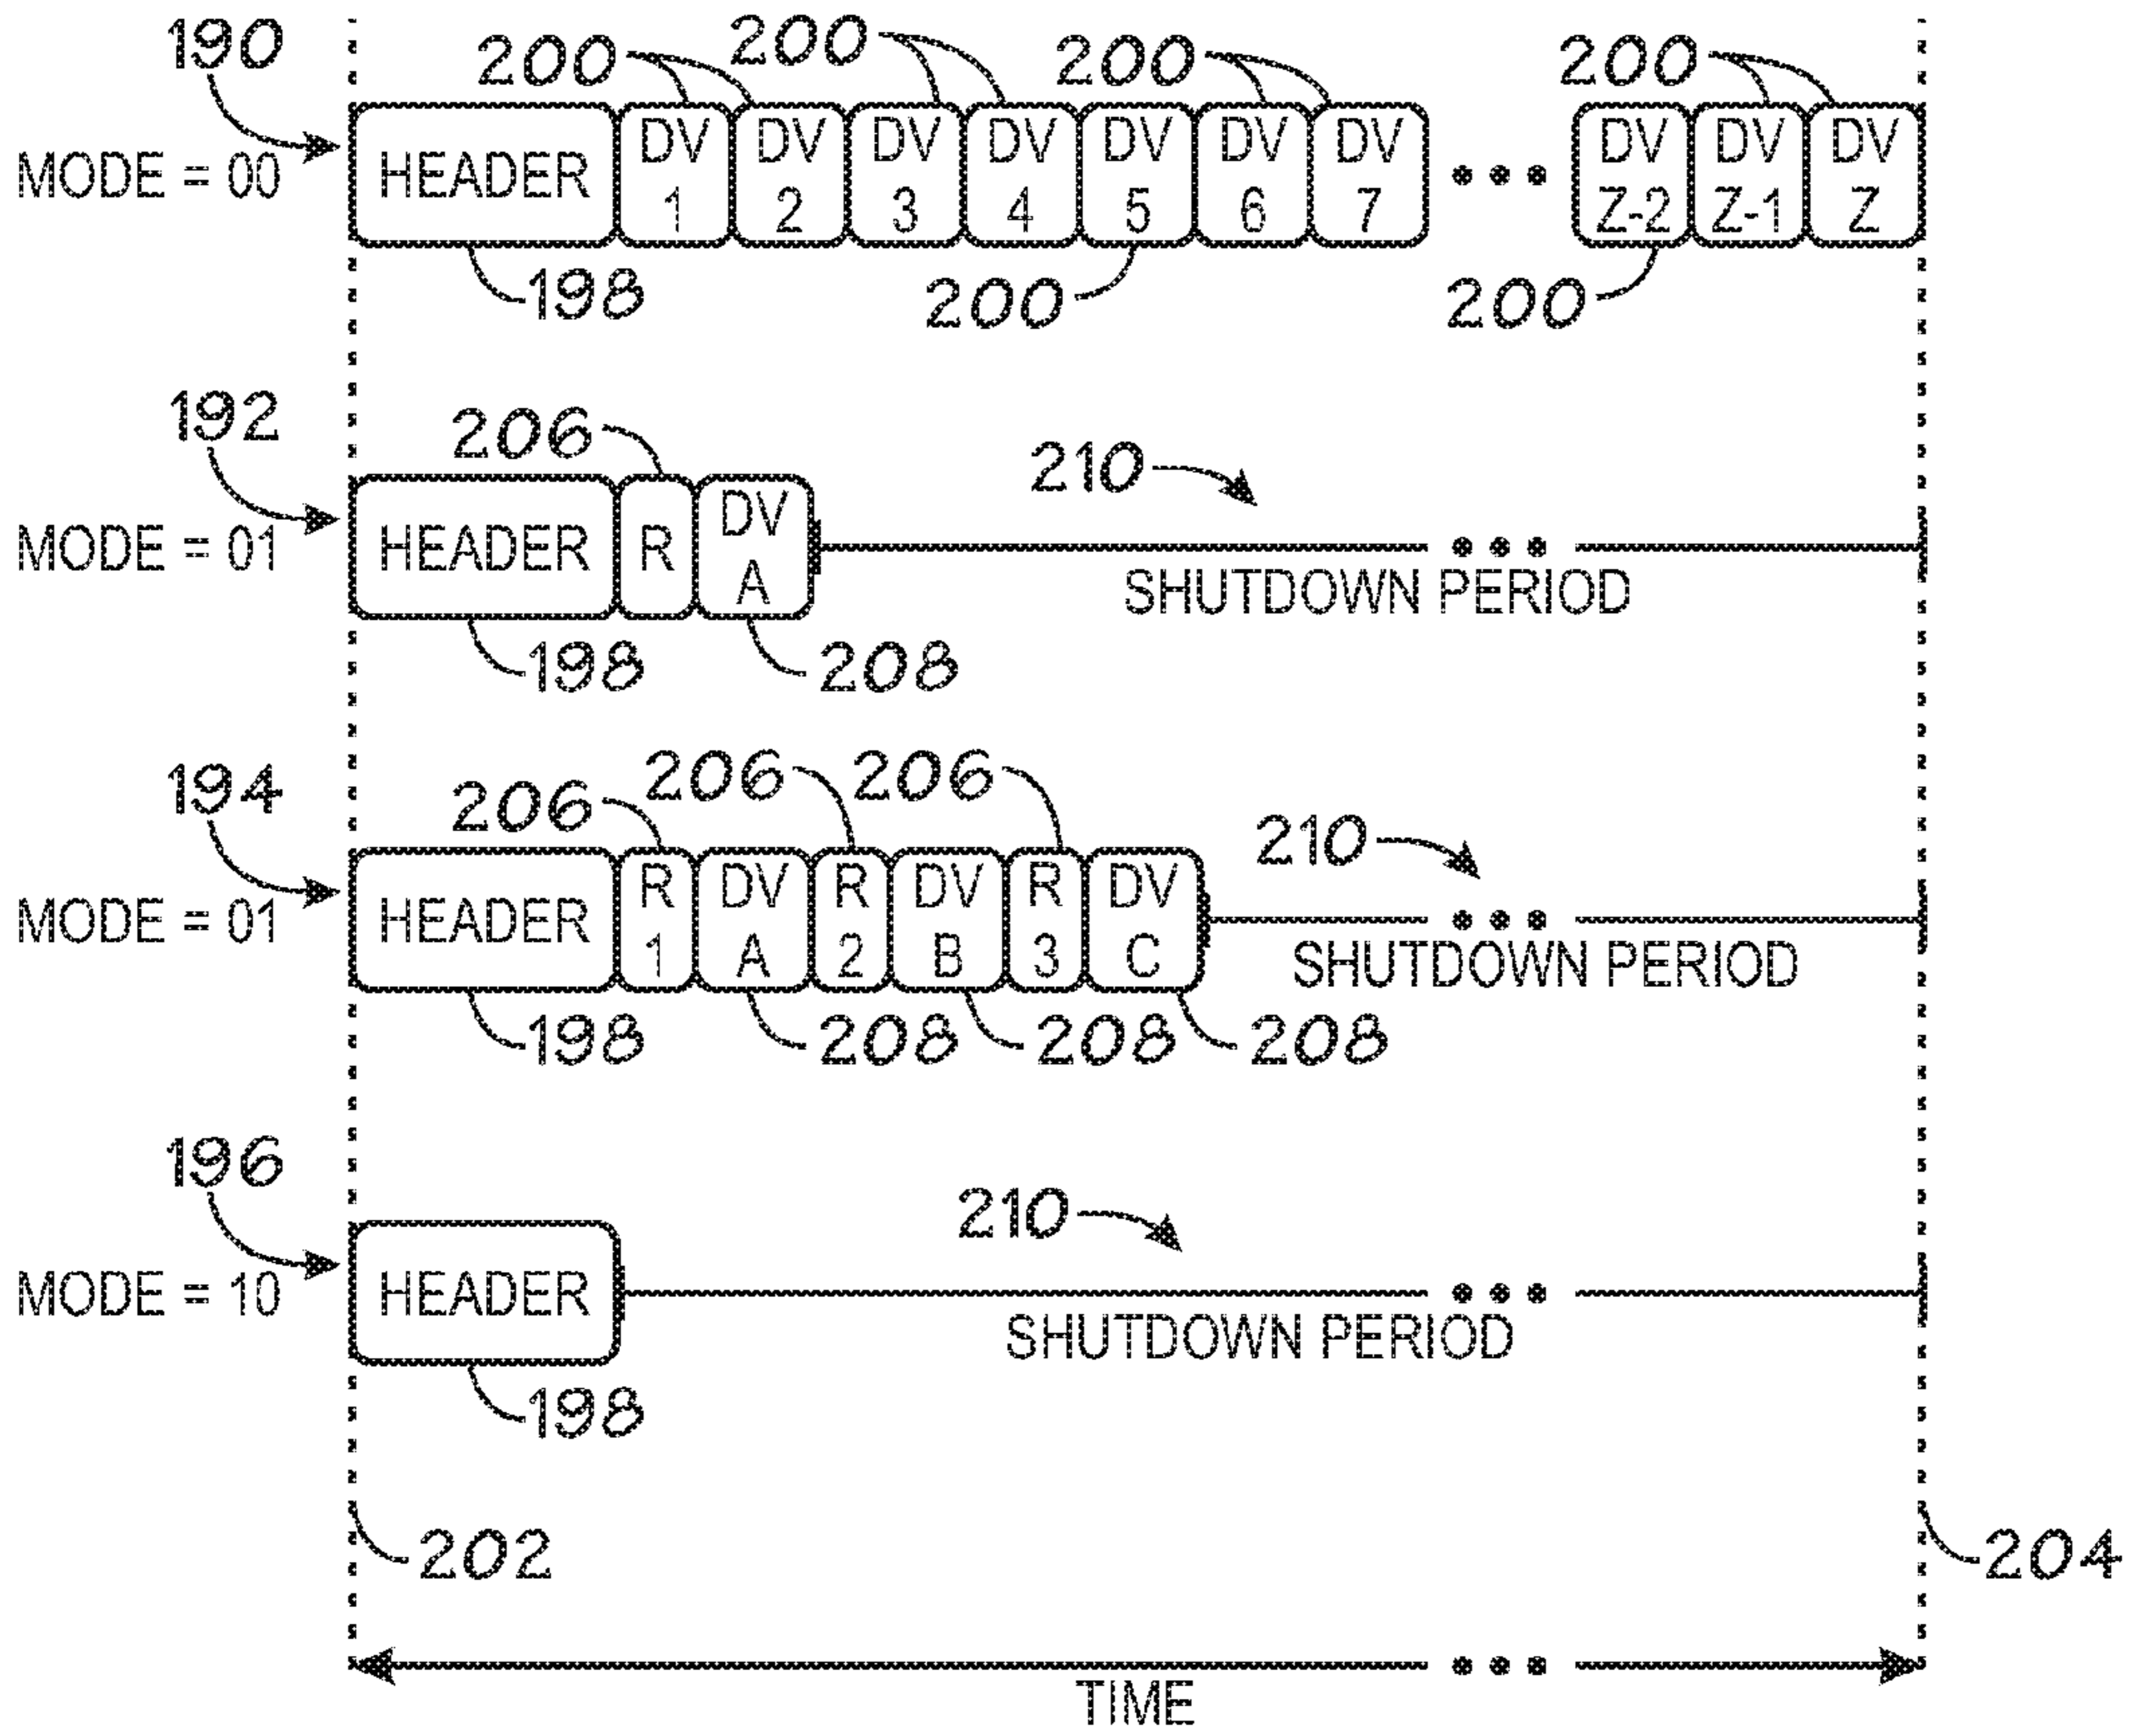 190 200 200 200 200
MODE = 00 HEADER DV 1 DV 2 DV 3 DV 4 DV 5 DV 6 DV 7 DV Z-2 DV Z-1 DV Z
198 200 200
192 206 210
MODE = 01 HEADER R DV A
SHUTDOWN PERIOD
198 208
194 206 206 206 210
MODE = 01 HEADER R 1 DV A R 2 DV B R 3 DV C
SHUTDOWN PERIOD
198 208 208 208
196 210
MODE = 10 HEADER
SHUTDOWN PERIOD
198
202 204
TIME